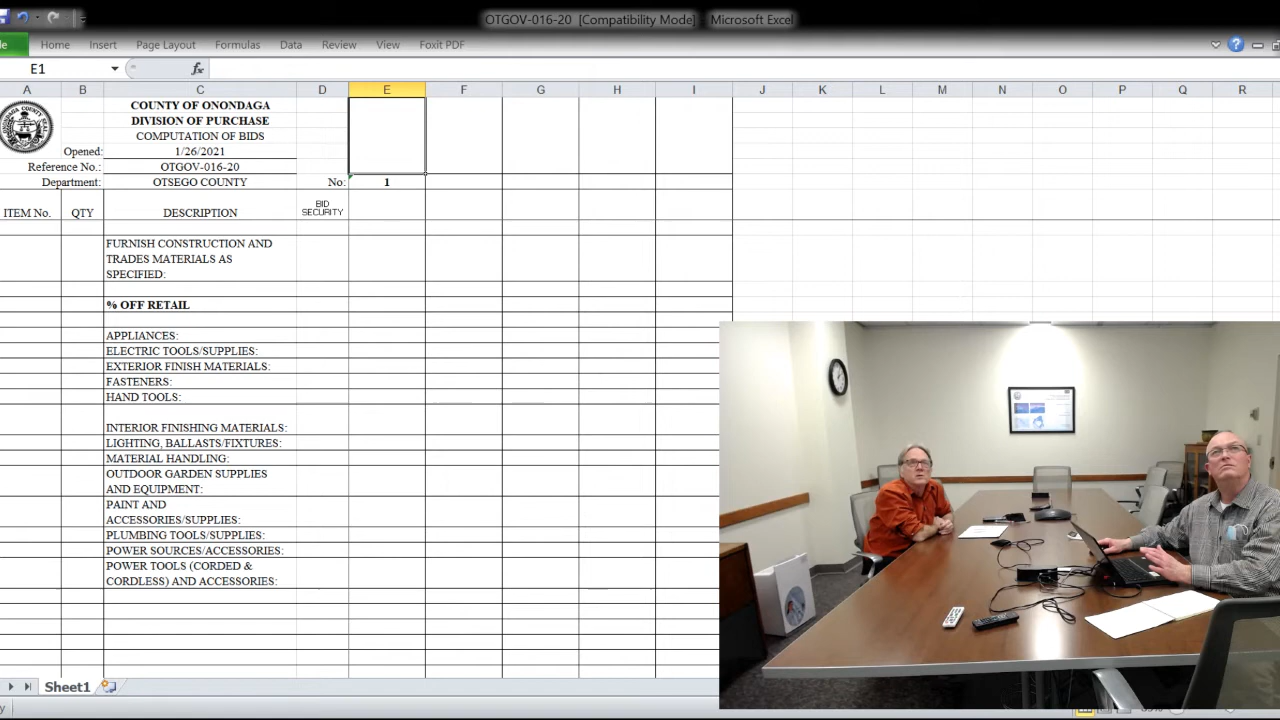 OTGOV-016-20 [Compatibility Mode] - Microsoft Excel
Home Insert Page Layout Formulas Data Review View Foxit PDF
E1 fx
A B C D E F G H I J K L M N O P Q R
COUNTY OF ONONDAGA
DIVISION OF PURCHASE
COMPUTATION OF BIDS
Opened: 1/26/2021
Reference No.: OTGOV-016-20
Department: OTSEGO COUNTY No: 1
ITEM No. QTY DESCRIPTION BID SECURITY
FURNISH CONSTRUCTION AND
TRADES MATERIALS AS
SPECIFIED:
% OFF RETAIL
APPLIANCES:
ELECTRIC TOOLS/SUPPLIES:
EXTERIOR FINISH MATERIALS:
FASTENERS:
HAND TOOLS:
INTERIOR FINISHING MATERIALS:
LIGHTING, BALLASTS/FIXTURES:
MATERIAL HANDLING:
OUTDOOR GARDEN SUPPLIES
AND EQUIPMENT:
PAINT AND
ACCESSORIES/SUPPLIES:
PLUMBING TOOLS/SUPPLIES:
POWER SOURCES/ACCESSORIES:
POWER TOOLS (CORDED &
CORDLESS) AND ACCESSORIES:
Sheet1